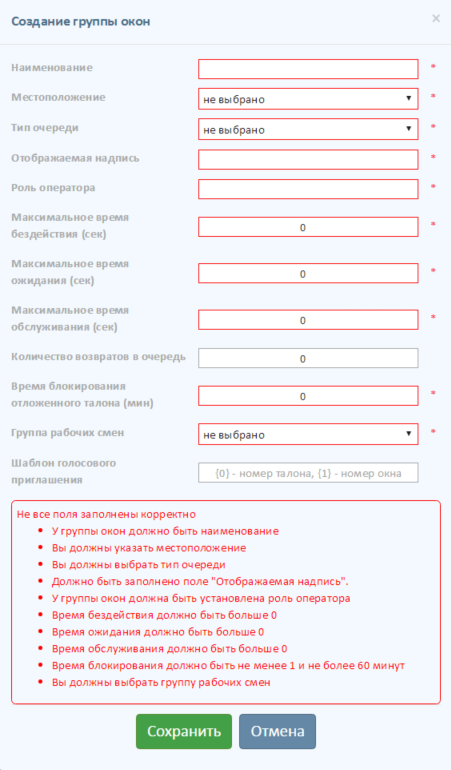 Создание группы окон ×
Наименование *
Местоположение не выбрано *
Тип очереди не выбрано *
Отображаемая надпись *
Роль оператора *
Максимальное время
бездействия (сек) 0 *
Максимальное время
ожидания (сек) 0 *
Максимальное время
обслуживания (сек) 0 *
Количество возвратов в очередь 0
Время блокирования
отложенного талона (мин) 0 *
Группа рабочих смен не выбрано *
Шаблон голосового
приглашения {0} - номер талона, {1} - номер окна
Не все поля заполнены корректно
• У группы окон должно быть наименование
• Вы должны указать местоположение
• Вы должны выбрать тип очереди
• Должно быть заполнено поле "Отображаемая надпись".
• У группы окон должна быть установлена роль оператора
• Время бездействия должно быть больше 0
• Время ожидания должно быть больше 0
• Время обслуживания должно быть больше 0
• Время блокирования должно быть не менее 1 и не более 60 минут
• Вы должны выбрать группу рабочих смен
Сохранить Отмена